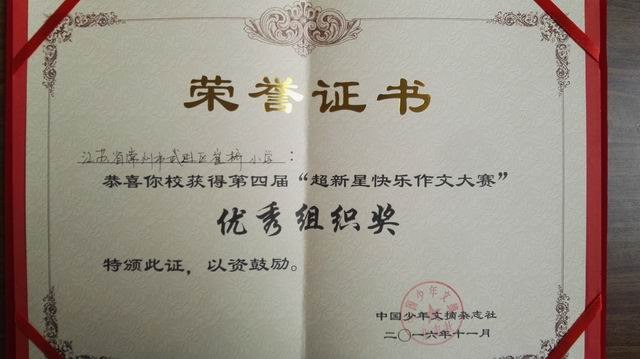 荣誉证书
江苏省常州市武进区崔桥小学：
恭喜你校获得第四届“超新星快乐作文大赛”
优秀组织奖
特颁此证，以资鼓励。
中国少年文摘杂志社
二〇一六年十一月